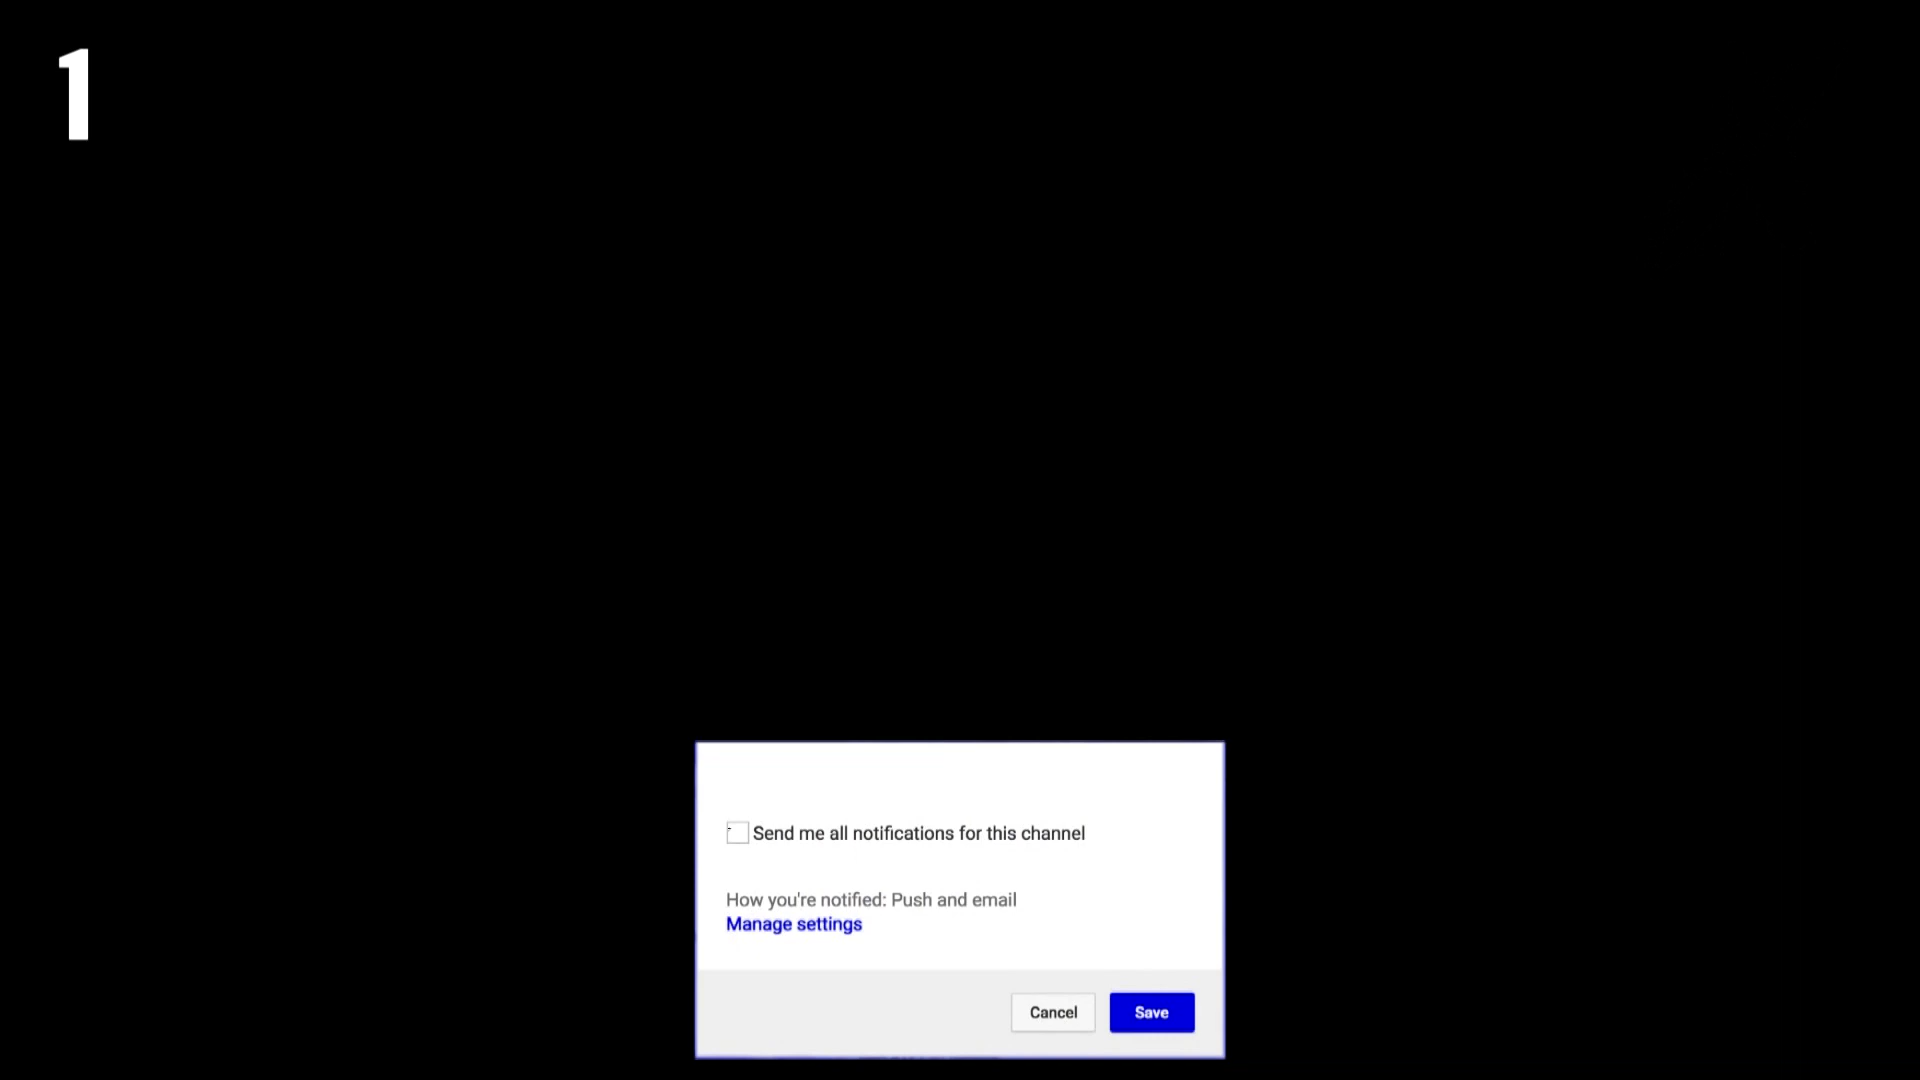 1
Send me all notifications for this channel
How you're notified: Push and email
Manage settings
Cancel
Save